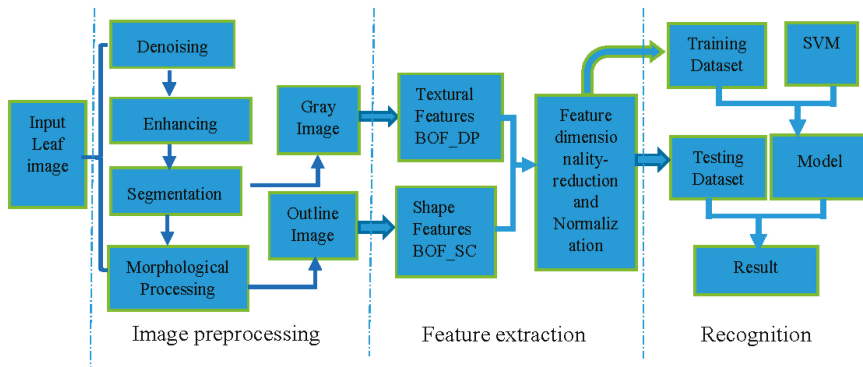 Input
Leaf
image
Denoising
Enhancing
Segmentation
Morphological
Processing
Gray
Image
Outline
Image
Textural
Features
BOF_DP
Shape
Features
BOF_SC
Feature
dimensio
nality-
reduction
and
Normaliz
ation
Training
Dataset
SVM
Testing
Dataset
Model
Result
Image preprocessing
Feature extraction
Recognition